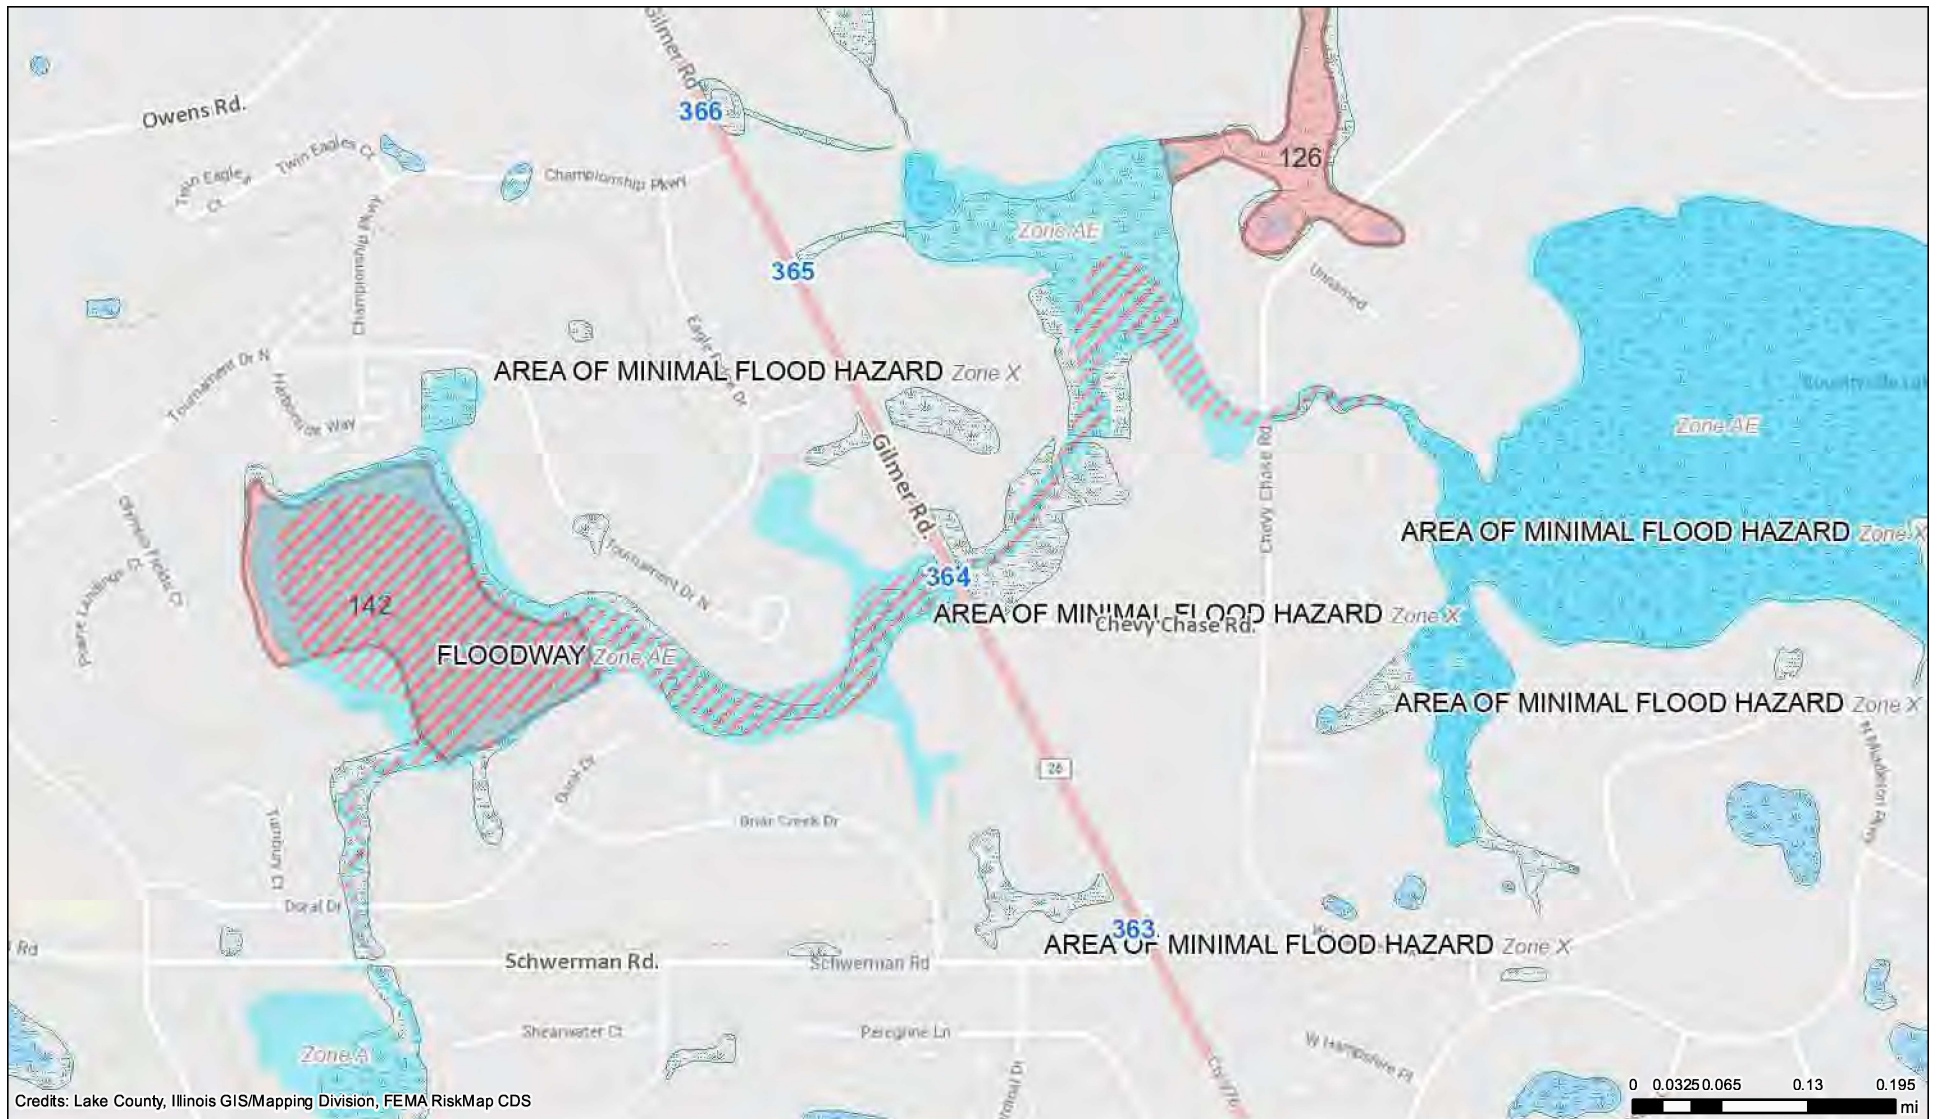 Gilmer Rd
366
Owens Rd.
Twin Eagles Ct
Twin Eagles
Ct
Championship Pkwy
126
Championship Pkwy
Zone AE
365
Unnamed
Tournament Dr N
AREA OF MINIMAL FLOOD HAZARD Zone X
Harborside Way
Zone AE
Gilmer Rd.
Chevy Chase Rd
AREA OF MINIMAL FLOOD HAZARD Zone X
Prairie Landings Ct
Tournament Dr N
364
142
AREA OF MINIMAL FLOOD HAZARD Zone X
Chevy Chase Rd.
FLOODWAY Zone AE
AREA OF MINIMAL FLOOD HAZARD Zone X
26
Doral Dr
Briar Creek Dr
Turnbury Ct
Doral Dr
363
AREA OF MINIMAL FLOOD HAZARD Zone X
Rd
Schwerman Rd.
Schwerman Rd
Shearwater Ct
Peregrine Ln
Zone A
W Hampshire Pl
Credits: Lake County, Illinois GIS/Mapping Division, FEMA RiskMap CDS
0 0.0325 0.065 0.13 0.195
mi